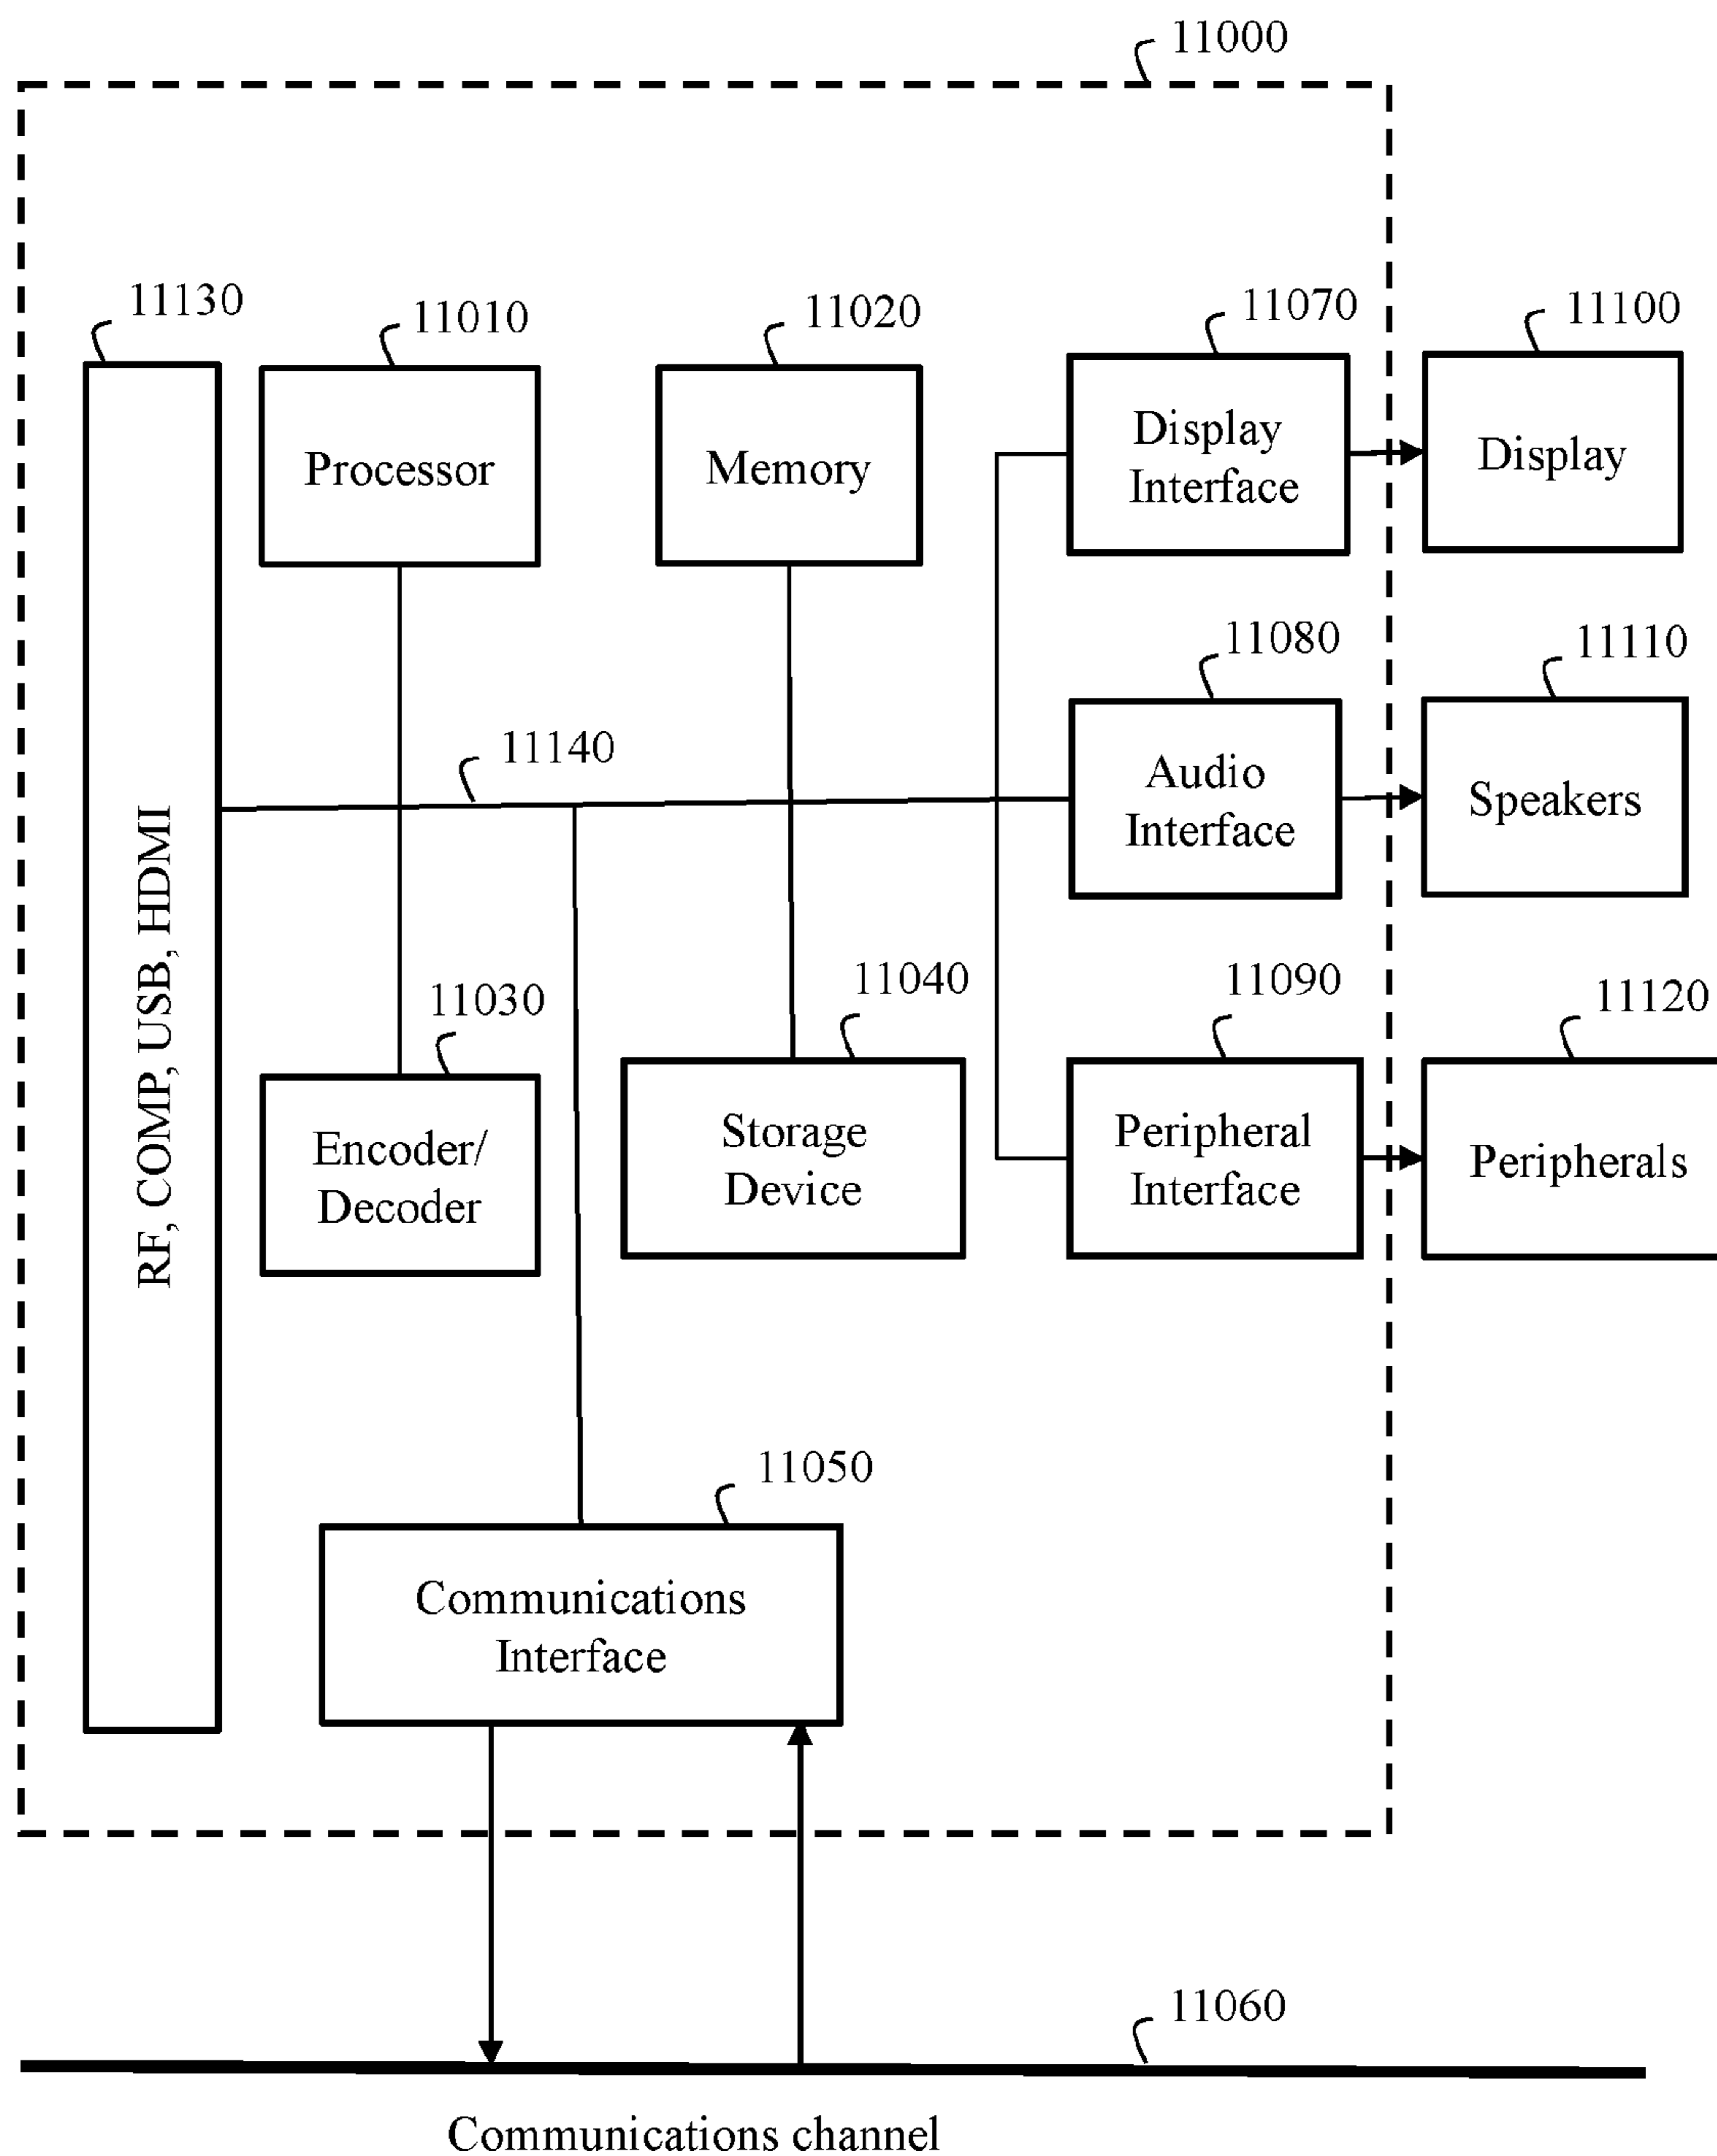 11000
11130
11010
11020
11070
11100
Processor
Memory
Display
Interface
Display
11080
11110
11140
Audio
Interface
Speakers
RF, COMP, USB, HDMI
11030
11040
11090
11120
Encoder/
Decoder
Storage
Device
Peripheral
Interface
Peripherals
11050
Communications
Interface
11060
Communications channel